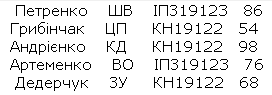 Петренко ШВ ІП319123 86
Грибінчак ЦП КН19122 54
Андрієнко КД КН19122 98
Артеменко ВО ІП319123 76
Дедерчук ЗУ КН19122 68